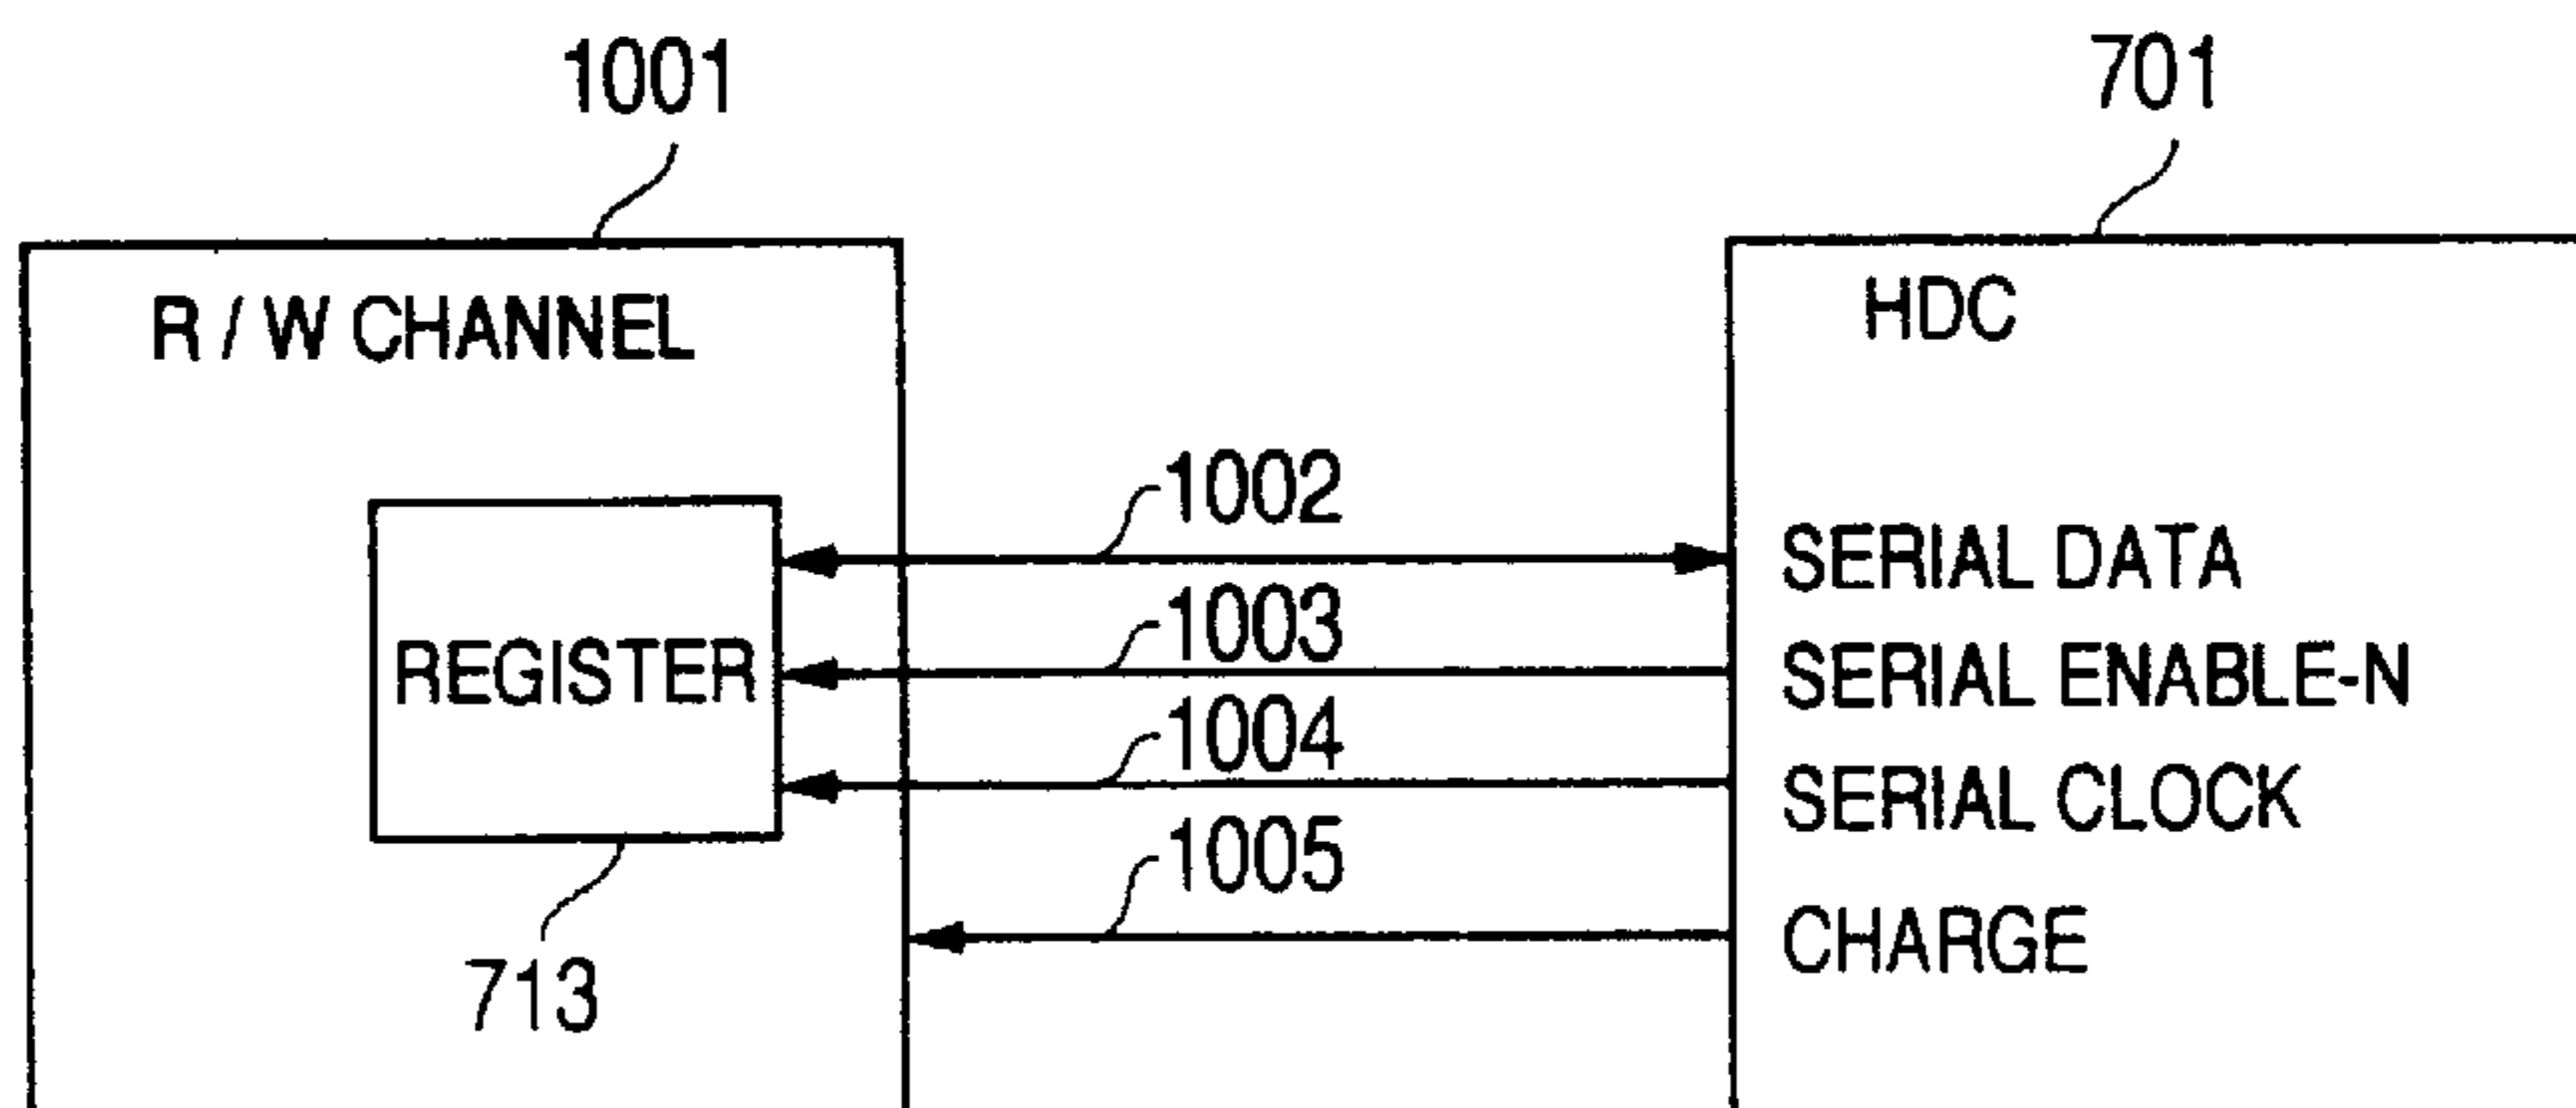 1001
701
R / W CHANNEL
HDC
1002
SERIAL DATA
1003
REGISTER
SERIAL ENABLE-N
1004
SERIAL CLOCK
1005
CHARGE
713